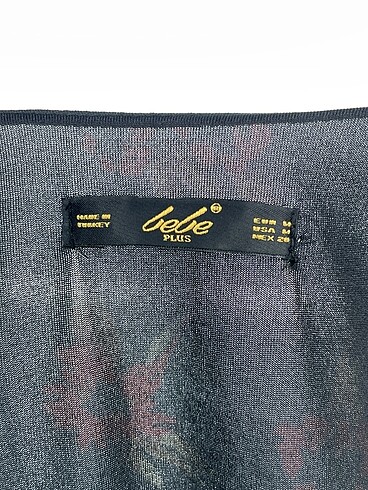 MADE IN
TURKEY
bebe®
PLUS
EUR M
USA M
MEX 28